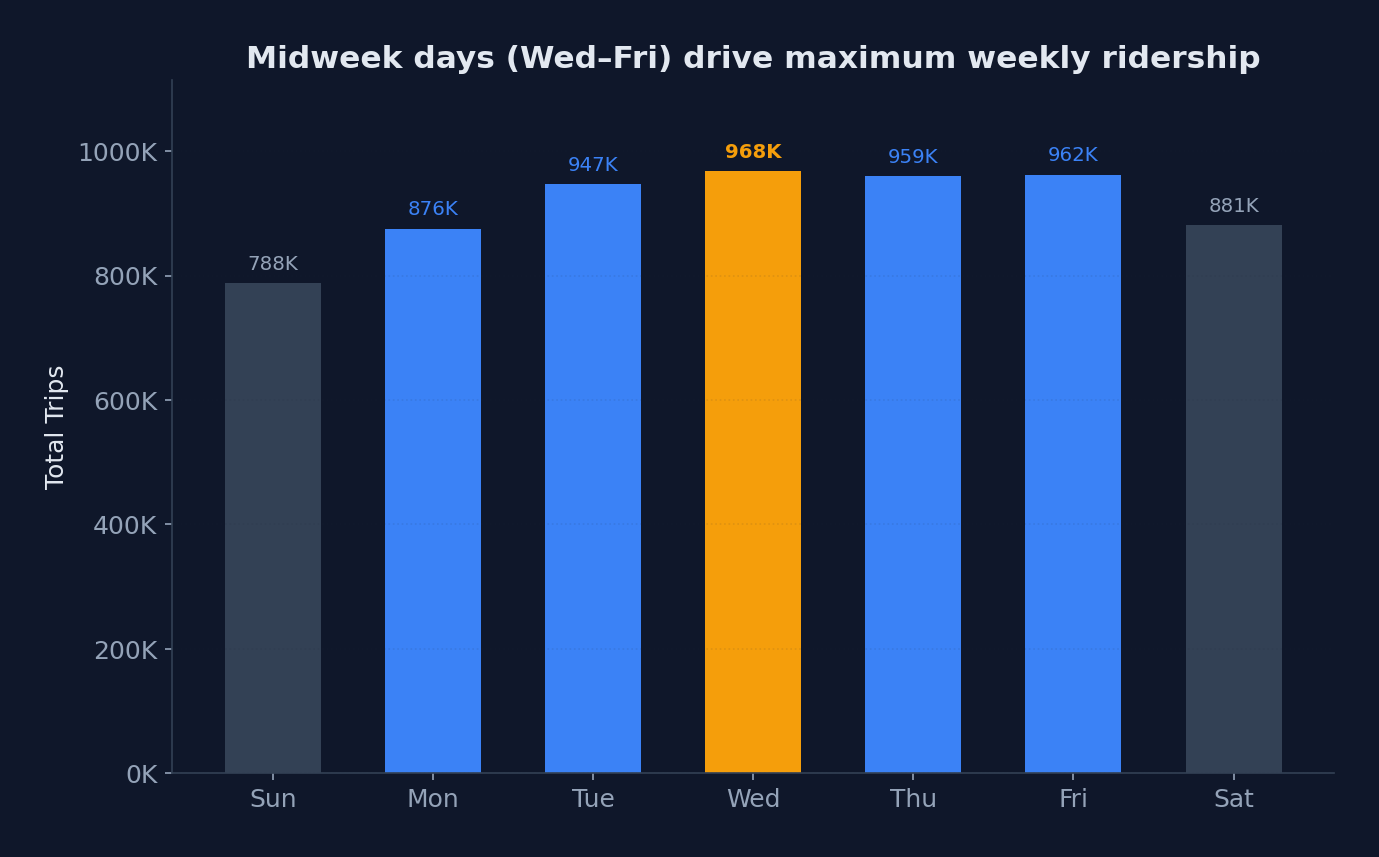 Midweek days (Wed–Fri) drive maximum weekly ridership
Total Trips
1000K
800K
600K
400K
200K
0K
788K
876K
947K
968K
959K
962K
881K
Sun
Mon
Tue
Wed
Thu
Fri
Sat